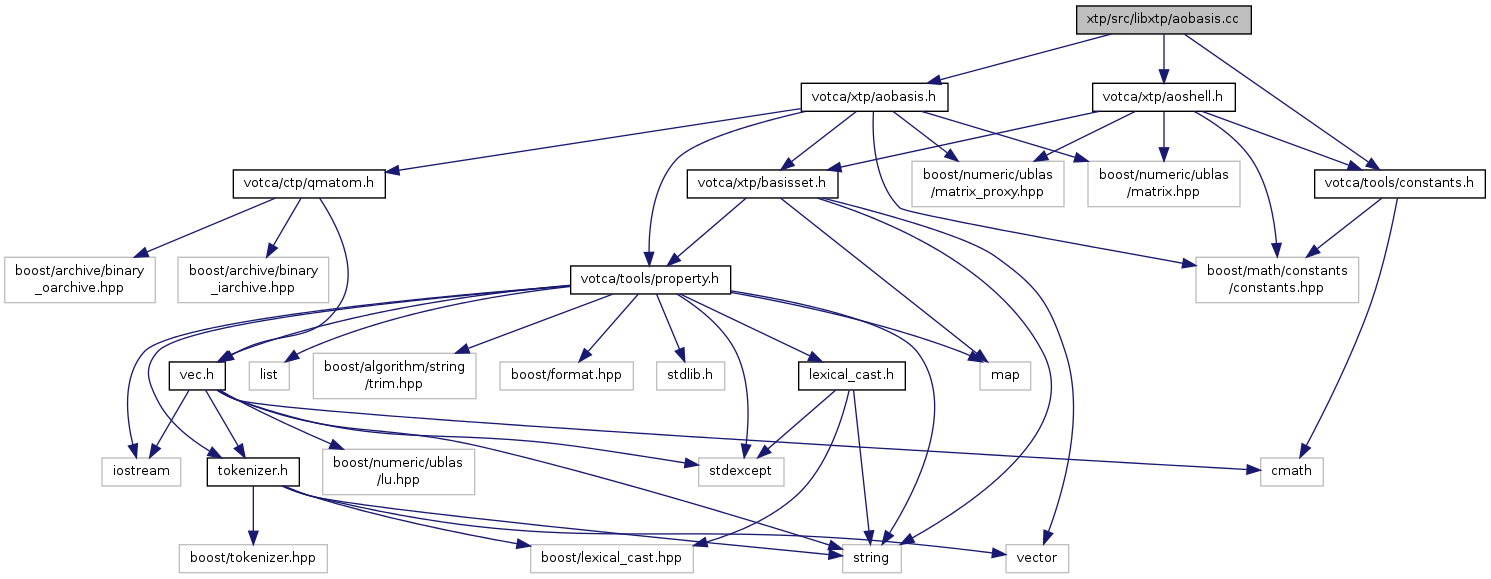 xtp/src/libxtp/aobasis.cc
votca/xtp/aobasis.h
votca/xtp/aoshell.h
votca/ctp/qmatom.h
votca/xtp/basisset.h
boost/numeric/ublas
/matrix_proxy.hpp
boost/numeric/ublas
/matrix.hpp
votca/tools/constants.h
boost/archive/binary
_oarchive.hpp
boost/archive/binary
_iarchive.hpp
votca/tools/property.h
boost/math/constants
/constants.hpp
vec.h
list
boost/algorithm/string
/trim.hpp
boost/format.hpp
stdlib.h
lexical_cast.h
map
iostream
tokenizer.h
boost/numeric/ublas
/lu.hpp
stdexcept
cmath
boost/tokenizer.hpp
boost/lexical_cast.hpp
string
vector